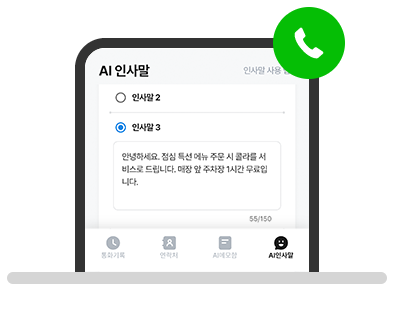 AI 인사말
인사말 사용
인사말 2
인사말 3
안녕하세요. 점심 특선 메뉴 주문 시 콜라를 서
비스로 드립니다. 매장 앞 주차장 1시간 무료입
니다.
55/150
통화기록
연락처
AI메모장
AI인사말